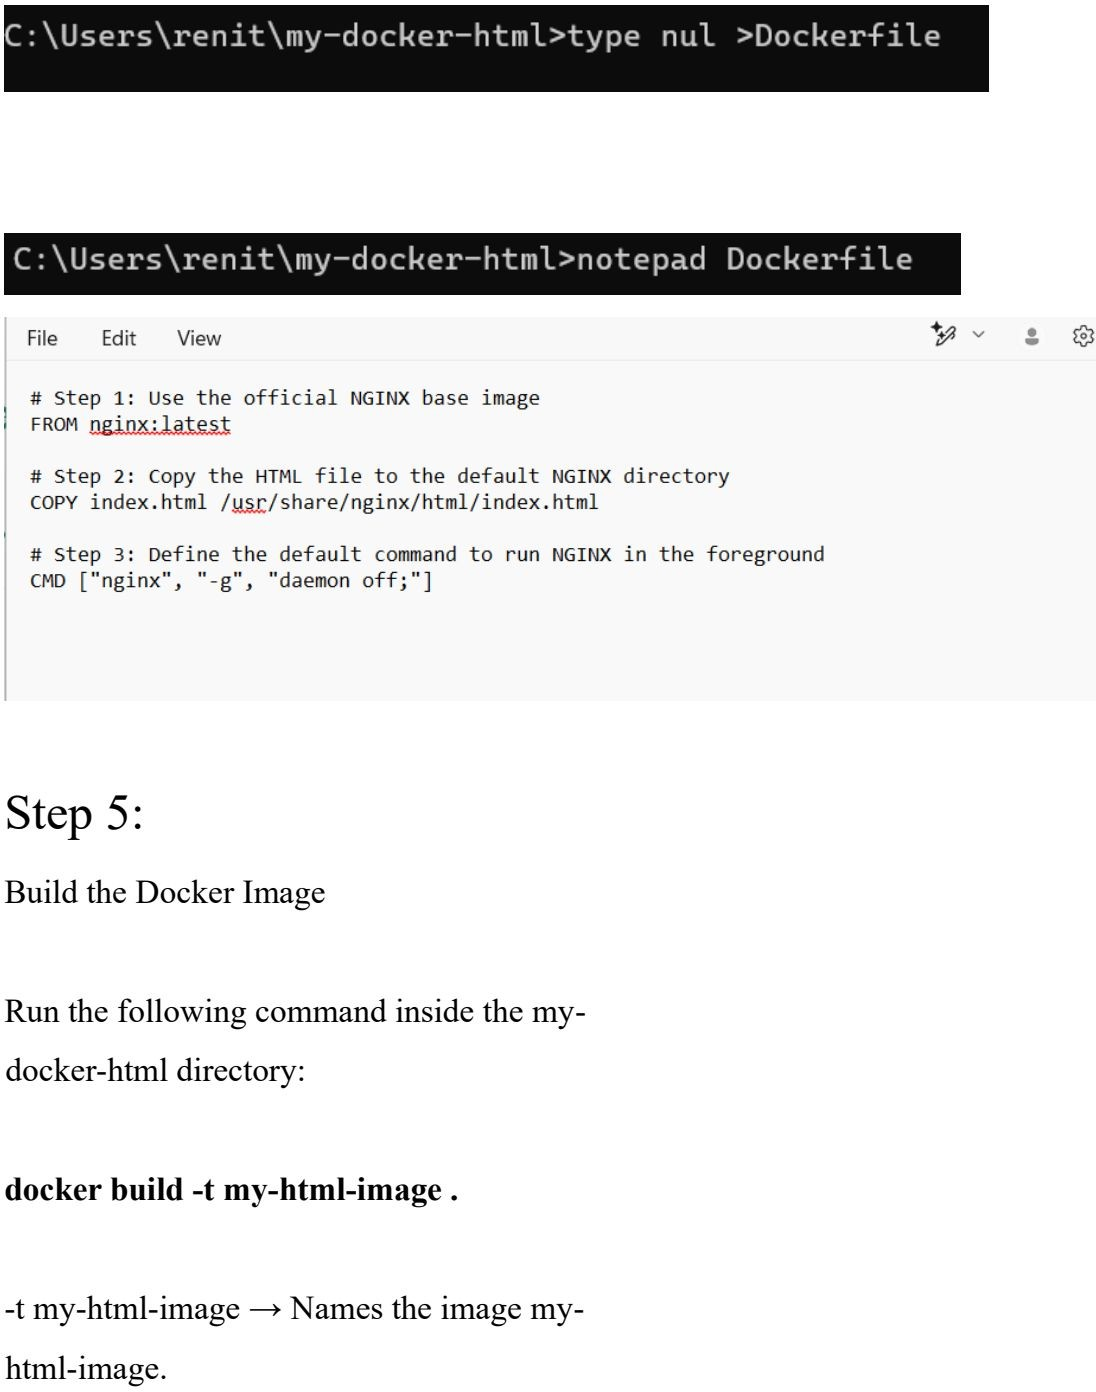 C:\Users\renit\my-docker-html>type nul >Dockerfile
C:\Users\renit\my-docker-html>notepad Dockerfile
File Edit View
# Step 1: Use the official NGINX base image
FROM nginx:latest
# Step 2: Copy the HTML file to the default NGINX directory
COPY index.html /usr/share/nginx/html/index.html
# Step 3: Define the default command to run NGINX in the foreground
CMD ["nginx", "-g", "daemon off;"]
Step 5:
Build the Docker Image
Run the following command inside the my-
docker-html directory:
docker build -t my-html-image .
-t my-html-image → Names the image my-
html-image.